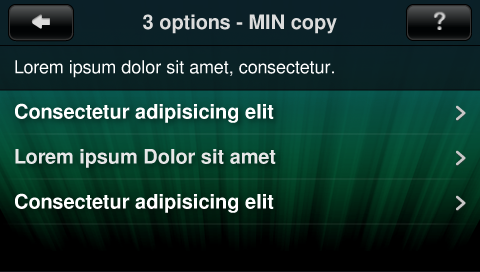 3 options - MIN copy
?
Lorem ipsum dolor sit amet, consectetur.
Consectetur adipisicing elit
Lorem ipsum Dolor sit amet
Consectetur adipisicing elit